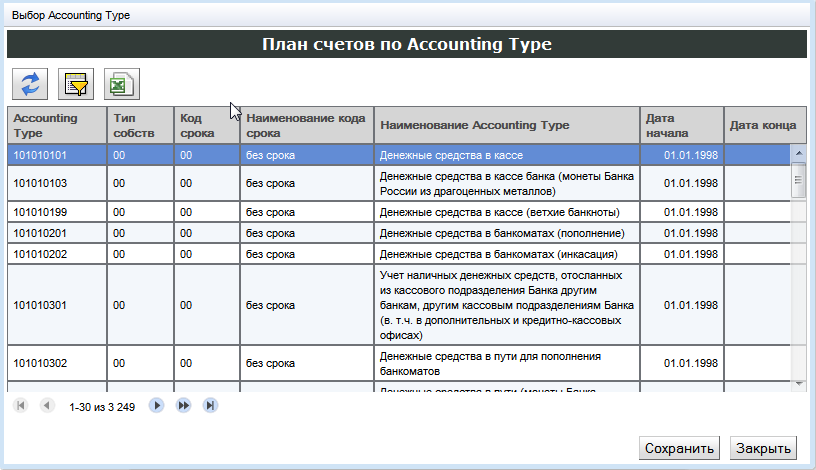 Выбор Accounting Type
План счетов по Accounting Type
Accounting Type Тип собств Код срока Наименование кода срока Наименование Accounting Type Дата начала Дата конца
101010101 00 00 без срока Денежные средства в кассе 01.01.1998
101010103 00 00 без срока Денежные средства в кассе банка (монеты Банка
России из драгоценных металлов) 01.01.1998
101010199 00 00 без срока Денежные средства в кассе (ветхие банкноты) 01.01.1998
101010201 00 00 без срока Денежные средства в банкоматах (пополнение) 01.01.1998
101010202 00 00 без срока Денежные средства в банкоматах (инкасация) 01.01.1998
101010301 00 00 без срока Учет наличных денежных средств, отосланных
из кассового подразделения Банка другим
банкам, другим кассовым подразделениям Банка
(в. т.ч. в дополнительных и кредитно-кассовых
офисах) 01.01.1998
101010302 00 00 без срока Денежные средства в пути для пополнения
банкоматов 01.01.1998
Денежные средства в пути (монеты Банка
1-30 из 3 249
Сохранить Закрыть